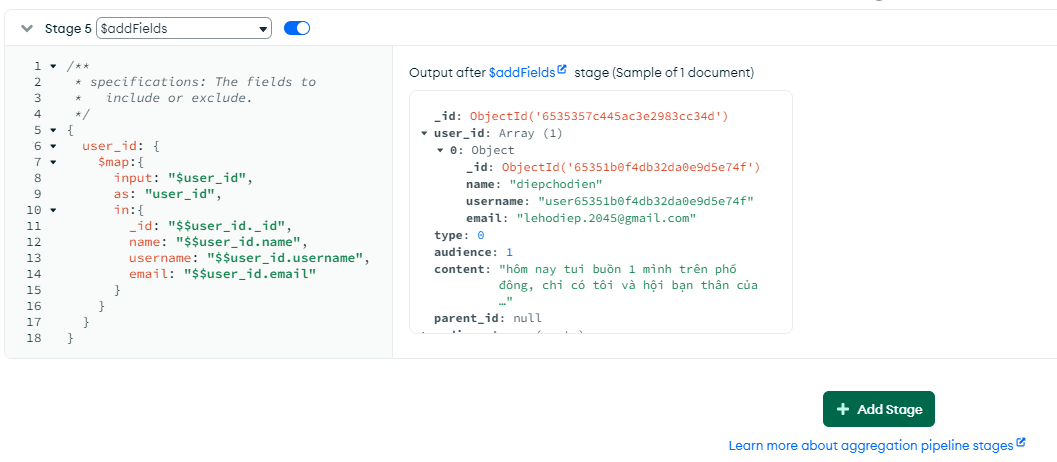 Stage 5 $addFields
1 /**
2 * specifications: The fields to
3 *   include or exclude.
4 */
5 {
6   user_id: {
7     $map:{
8       input: "$user_id",
9       as: "user_id",
10       in:{
11         _id: "$$user_id._id",
12         name: "$$user_id.name",
13         username: "$$user_id.username",
14         email: "$$user_id.email"
15       }
16     }
17   }
18 }
Output after $addFields stage (Sample of 1 document)
_id: ObjectId('6535357c445ac3e2983cc34d')
user_id: Array (1)
0: Object
_id: ObjectId('65351b0f4db32da0e9d5e74f')
name: "diepchodien"
username: "user65351b0f4db32da0e9d5e74f"
email: "lehodiep.2045@gmail.com"
type: 0
audience: 1
content: "hôm nay tui buồn 1 mình trên phố
đông, chỉ có tôi và hội bạn thân của
…"
parent_id: null
+ Add Stage
Learn more about aggregation pipeline stages